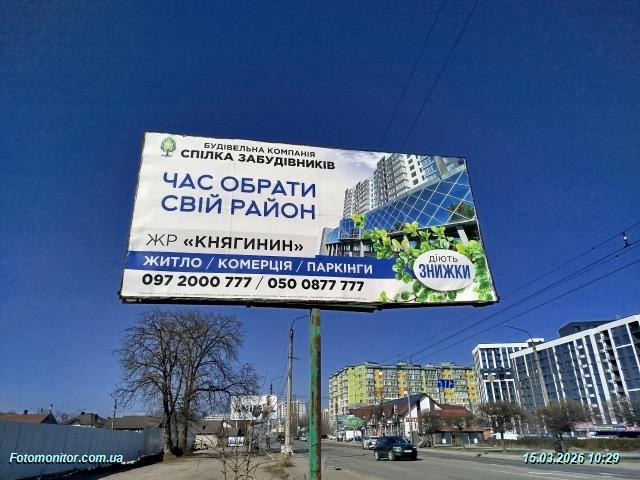 БУДІВЕЛЬНА КОМПАНІЯ
СПІЛКА ЗАБУДІВНИКІВ
ЧАС ОБРАТИ
СВІЙ РАЙОН
ЖР «КНЯГИНИН»
ЖИТЛО / КОМЕРЦІЯ / ПАРКІНГИ
097 2000 777 / 050 0877 777
ДІЮТЬ
ЗНИЖКИ
Fotomonitor.com.ua
15.03.2026 10:29